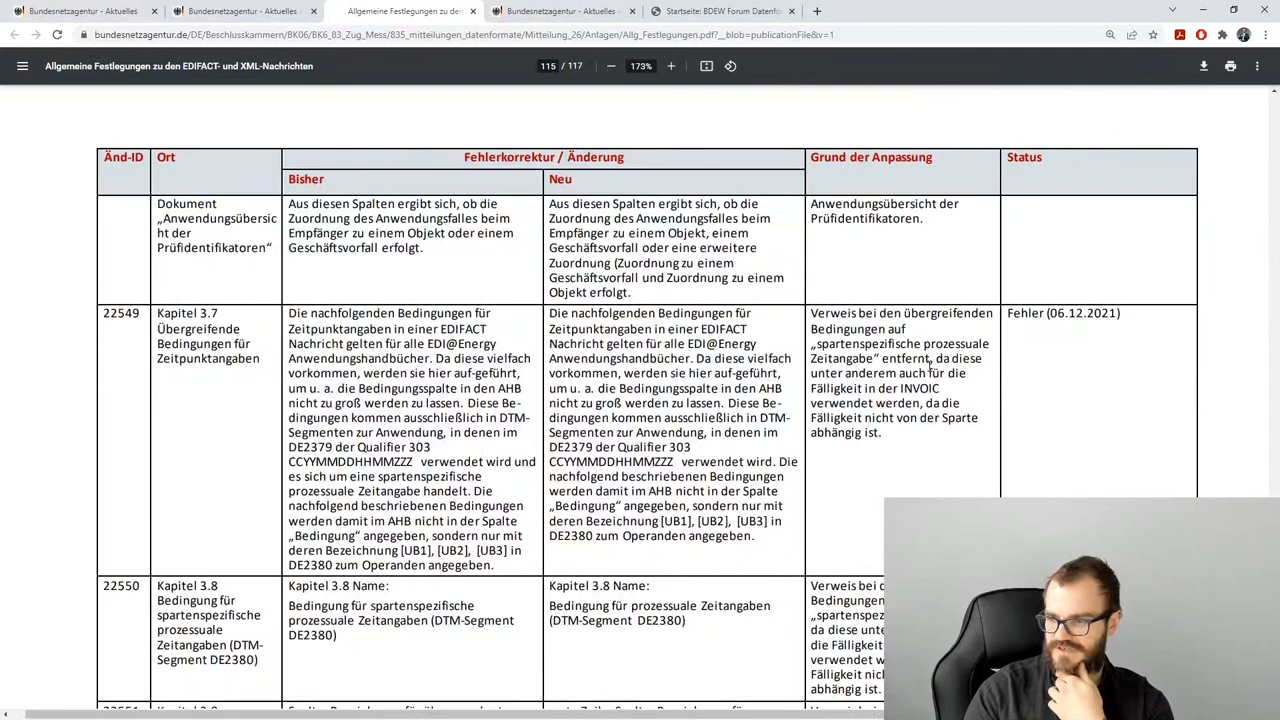 Bundesnetzagentur - Aktuelles
Bundesnetzagentur - Aktuelles
Allgemeine Festlegungen zu den
Bundesnetzagentur - Aktuelles
Startseite: BDEW Forum Datenfo
bundesnetzagentur.de/DE/Beschlusskammern/BK06/BK6_83_Zug_Mess/835_mitteilungen_datenformate/Mitteilung_26/Anlagen/Allg_Festlegungen.pdf?__blob=publicationFile&v=1
Allgemeine Festlegungen zu den EDIFACT- und XML-Nachrichten
115 / 117
173%
Änd-ID
Ort
Fehlerkorrektur / Änderung
Grund der Anpassung
Status
Bisher
Neu
Dokument
„Anwendungsübersic
ht der
Prüfidentifikatoren“
Aus diesen Spalten ergibt sich, ob die
Zuordnung des Anwendungsfalles beim
Empfänger zu einem Objekt oder einem
Geschäftsvorfall erfolgt.
Aus diesen Spalten ergibt sich, ob die
Zuordnung des Anwendungsfalles beim
Empfänger zu einem Objekt, einem
Geschäftsvorfall oder eine erweitere
Zuordnung (Zuordnung zu einem
Geschäftsvorfall und Zuordnung zu einem
Objekt erfolgt.
Anwendungsübersicht der
Prüfidentifikatoren.
22549
Kapitel 3.7
Übergreifende
Bedingungen für
Zeitpunktangaben
Die nachfolgenden Bedingungen für
Zeitpunktangaben in einer EDIFACT
Nachricht gelten für alle EDI@Energy
Anwendungshandbücher. Da diese vielfach
vorkommen, werden sie hier auf-geführt,
um u. a. die Bedingungsspalte in den AHB
nicht zu groß werden zu lassen. Diese Be-
dingungen kommen ausschließlich in DTM-
Segmenten zur Anwendung, in denen im
DE2379 der Qualifier 303
CCYYMMDDHHMMZZZ verwendet wird und
es sich um eine spartenspezifische
prozessuale Zeitangabe handelt. Die
nachfolgend beschriebenen Bedingungen
werden damit im AHB nicht in der Spalte
„Bedingung“ angegeben, sondern nur mit
deren Bezeichnung [UB1], [UB2], [UB3] in
DE2380 zum Operanden angegeben.
Die nachfolgenden Bedingungen für
Zeitpunktangaben in einer EDIFACT
Nachricht gelten für alle EDI@Energy
Anwendungshandbücher. Da diese vielfach
vorkommen, werden sie hier auf-geführt,
um u. a. die Bedingungsspalte in den AHB
nicht zu groß werden zu lassen. Diese Be-
dingungen kommen ausschließlich in DTM-
Segmenten zur Anwendung, in denen im
DE2379 der Qualifier 303
CCYYMMDDHHMMZZZ verwendet wird. Die
nachfolgend beschriebenen Bedingungen
werden damit im AHB nicht in der Spalte
„Bedingung“ angegeben, sondern nur mit
deren Bezeichnung [UB1], [UB2], [UB3] in
DE2380 zum Operanden angegeben.
Verweis bei den übergreifenden
Bedingungen auf
„spartenspezifische prozessuale
Zeitangabe“ entfernt, da diese
unter anderem auch für die
Fälligkeit in der INVOIC
verwendet werden, da die
Fälligkeit nicht von der Sparte
abhängig ist.
Fehler (06.12.2021)
22550
Kapitel 3.8
Bedingung für
spartenspezifische
prozessuale
Zeitangaben (DTM-
Segment DE2380)
Kapitel 3.8 Name:
Bedingung für spartenspezifische
prozessuale Zeitangaben (DTM-Segment
DE2380)
Kapitel 3.8 Name:
Bedingung für prozessuale Zeitangaben
(DTM-Segment DE2380)
Verweis bei d
Bedingungen
„spartenspez
da diese unte
die Fälligkeit
verwendet w
Fälligkeit nic
abhängig ist.